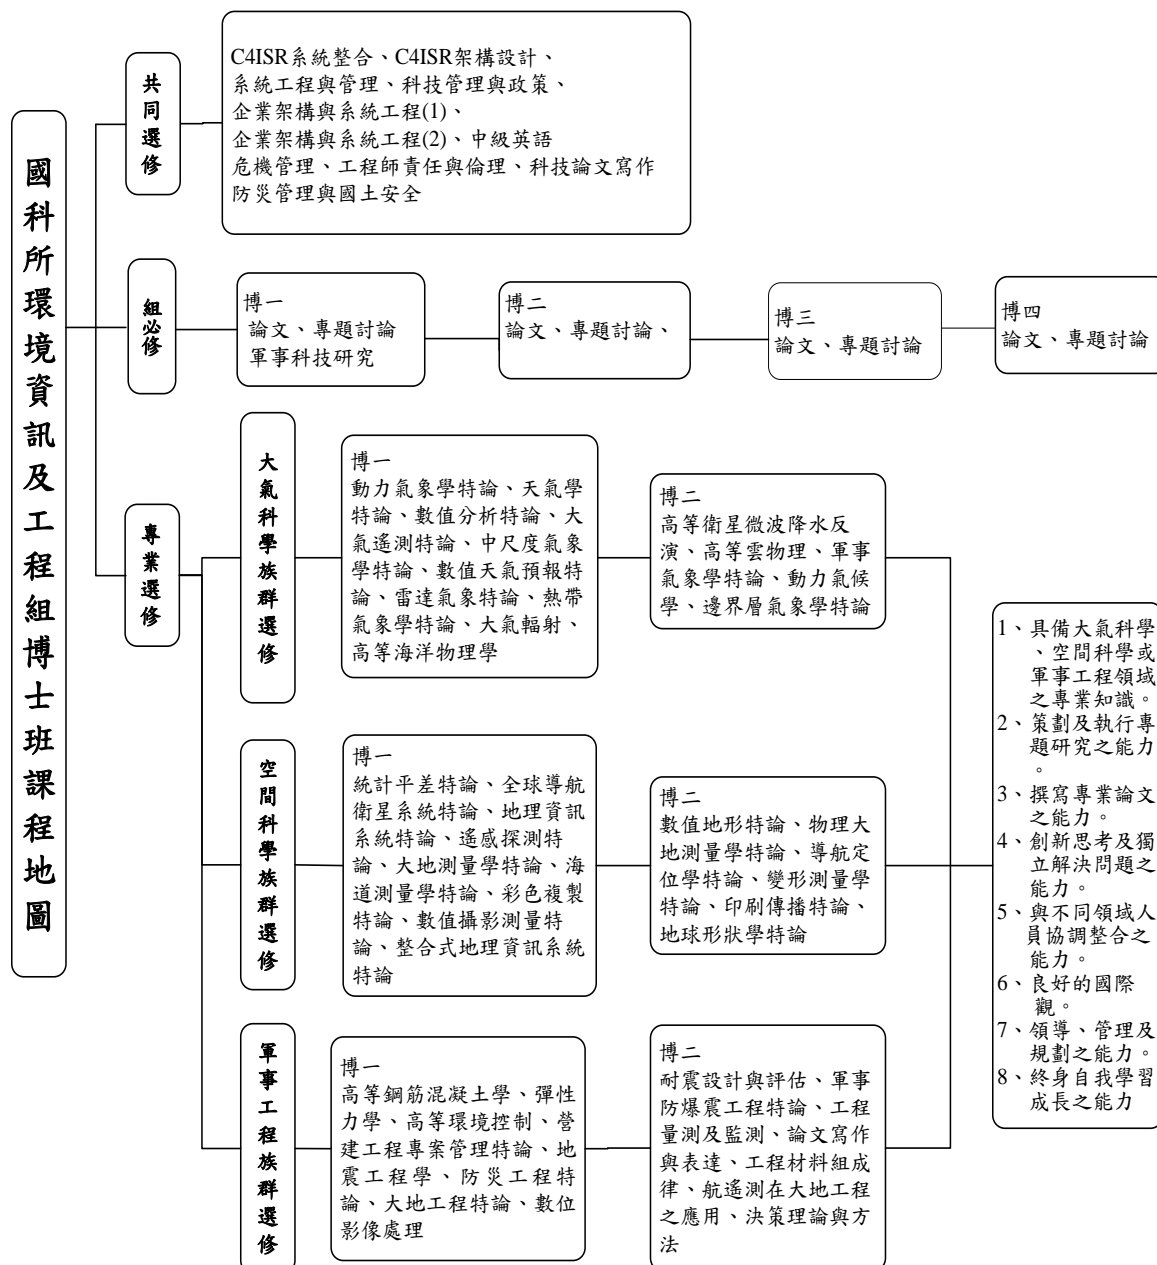 國科所環境資訊及工程組博士班課程地圖
共同選修
C4ISR系統整合、C4ISR架構設計、
系統工程與管理、科技管理與政策、
企業架構與系統工程(1)、
企業架構與系統工程(2)、中級英語
危機管理、工程師責任與倫理、科技論文寫作
防災管理與國土安全
組必修
博一
論文、專題討論
軍事科技研究
博二
論文、專題討論、
博三
論文、專題討論
博四
論文、專題討論
專業選修
大氣科學族群選修
博一
動力氣象學特論、天氣學
特論、數值分析特論、大
氣遙測特論、中尺度氣象
學特論、數值天氣預報特
論、雷達氣象特論、熱帶
氣象學特論、大氣輻射、
高等海洋物理學
博二
高等衛星微波降水反
演、高等雲物理、軍事
氣象學特論、動力氣候
學、邊界層氣象學特論
空間科學族群選修
博一
統計平差特論、全球導航
衛星系統特論、地理資訊
系統特論、遙感探測特
論、大地測量學特論、海
道測量學特論、彩色複製
特論、數值攝影測量特
論、整合式地理資訊系統
特論
博二
數值地形特論、物理大
地測量學特論、導航定
位學特論、變形測量學
特論、印刷傳播特論、
地球形狀學特論
軍事工程族群選修
博一
高等鋼筋混凝土學、彈性
力學、高等環境控制、營
建工程專案管理特論、地
震工程學、防災工程特
論、大地工程特論、數位
影像處理
博二
耐震設計與評估、軍事
防爆震工程特論、工程
量測及監測、論文寫作
與表達、工程材料組成
律、航遙測在大地工程
之應用、決策理論與方
法
1、具備大氣科學
、空間科學或
軍事工程領域
之專業知識。
2、策劃及執行專
題研究之能力
。
3、撰寫專業論文
之能力。
4、創新思考及獨
立解決問題之
能力。
5、與不同領域人
員協調整合之
能力。
6、良好的國際
觀。
7、領導、管理及
規劃之能力。
8、終身自我學習
成長之能力